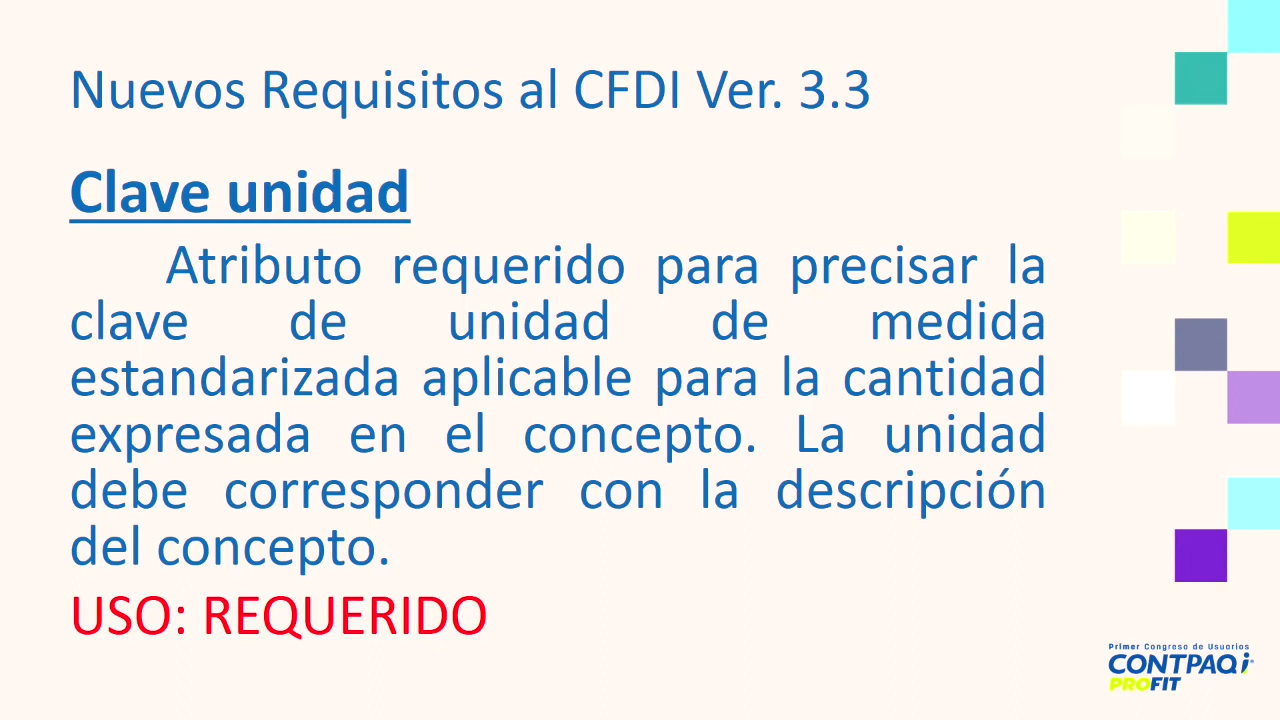 Nuevos Requisitos al CFDI Ver. 3.3
Clave unidad
Atributo requerido para precisar la
clave de unidad de medida
estandarizada aplicable para la cantidad
expresada en el concepto. La unidad
debe corresponder con la descripción
del concepto.
USO: REQUERIDO
Primer Congreso de Usuarios
CONTPAQi®
PROFIT